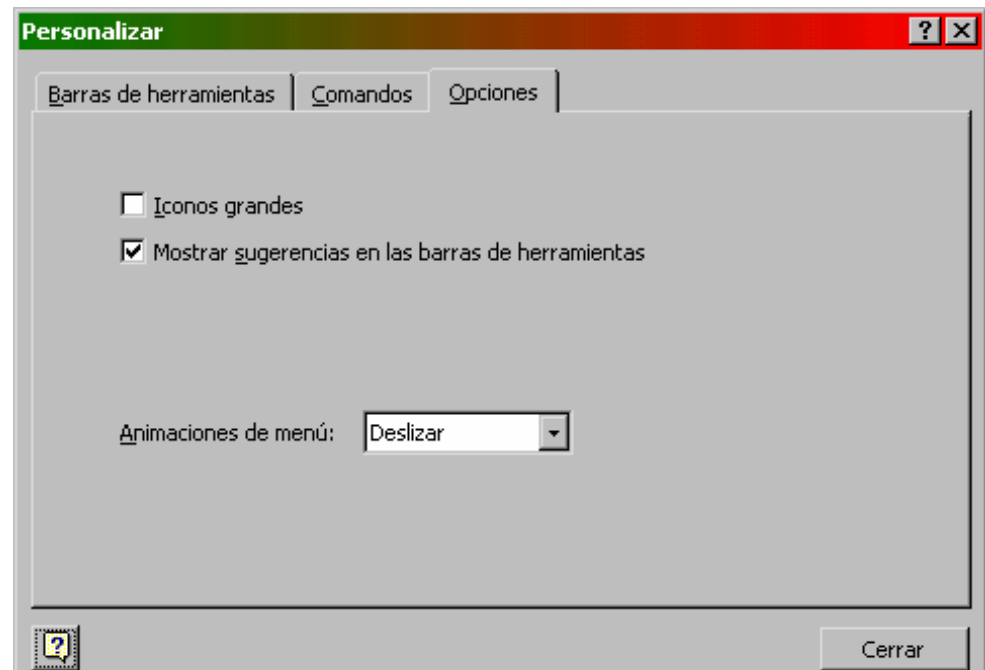 Personalizar
Barras de herramientas Comandos Opciones
Iconos grandes
Mostrar sugerencias en las barras de herramientas
Animaciones de menú: Deslizar
Cerrar